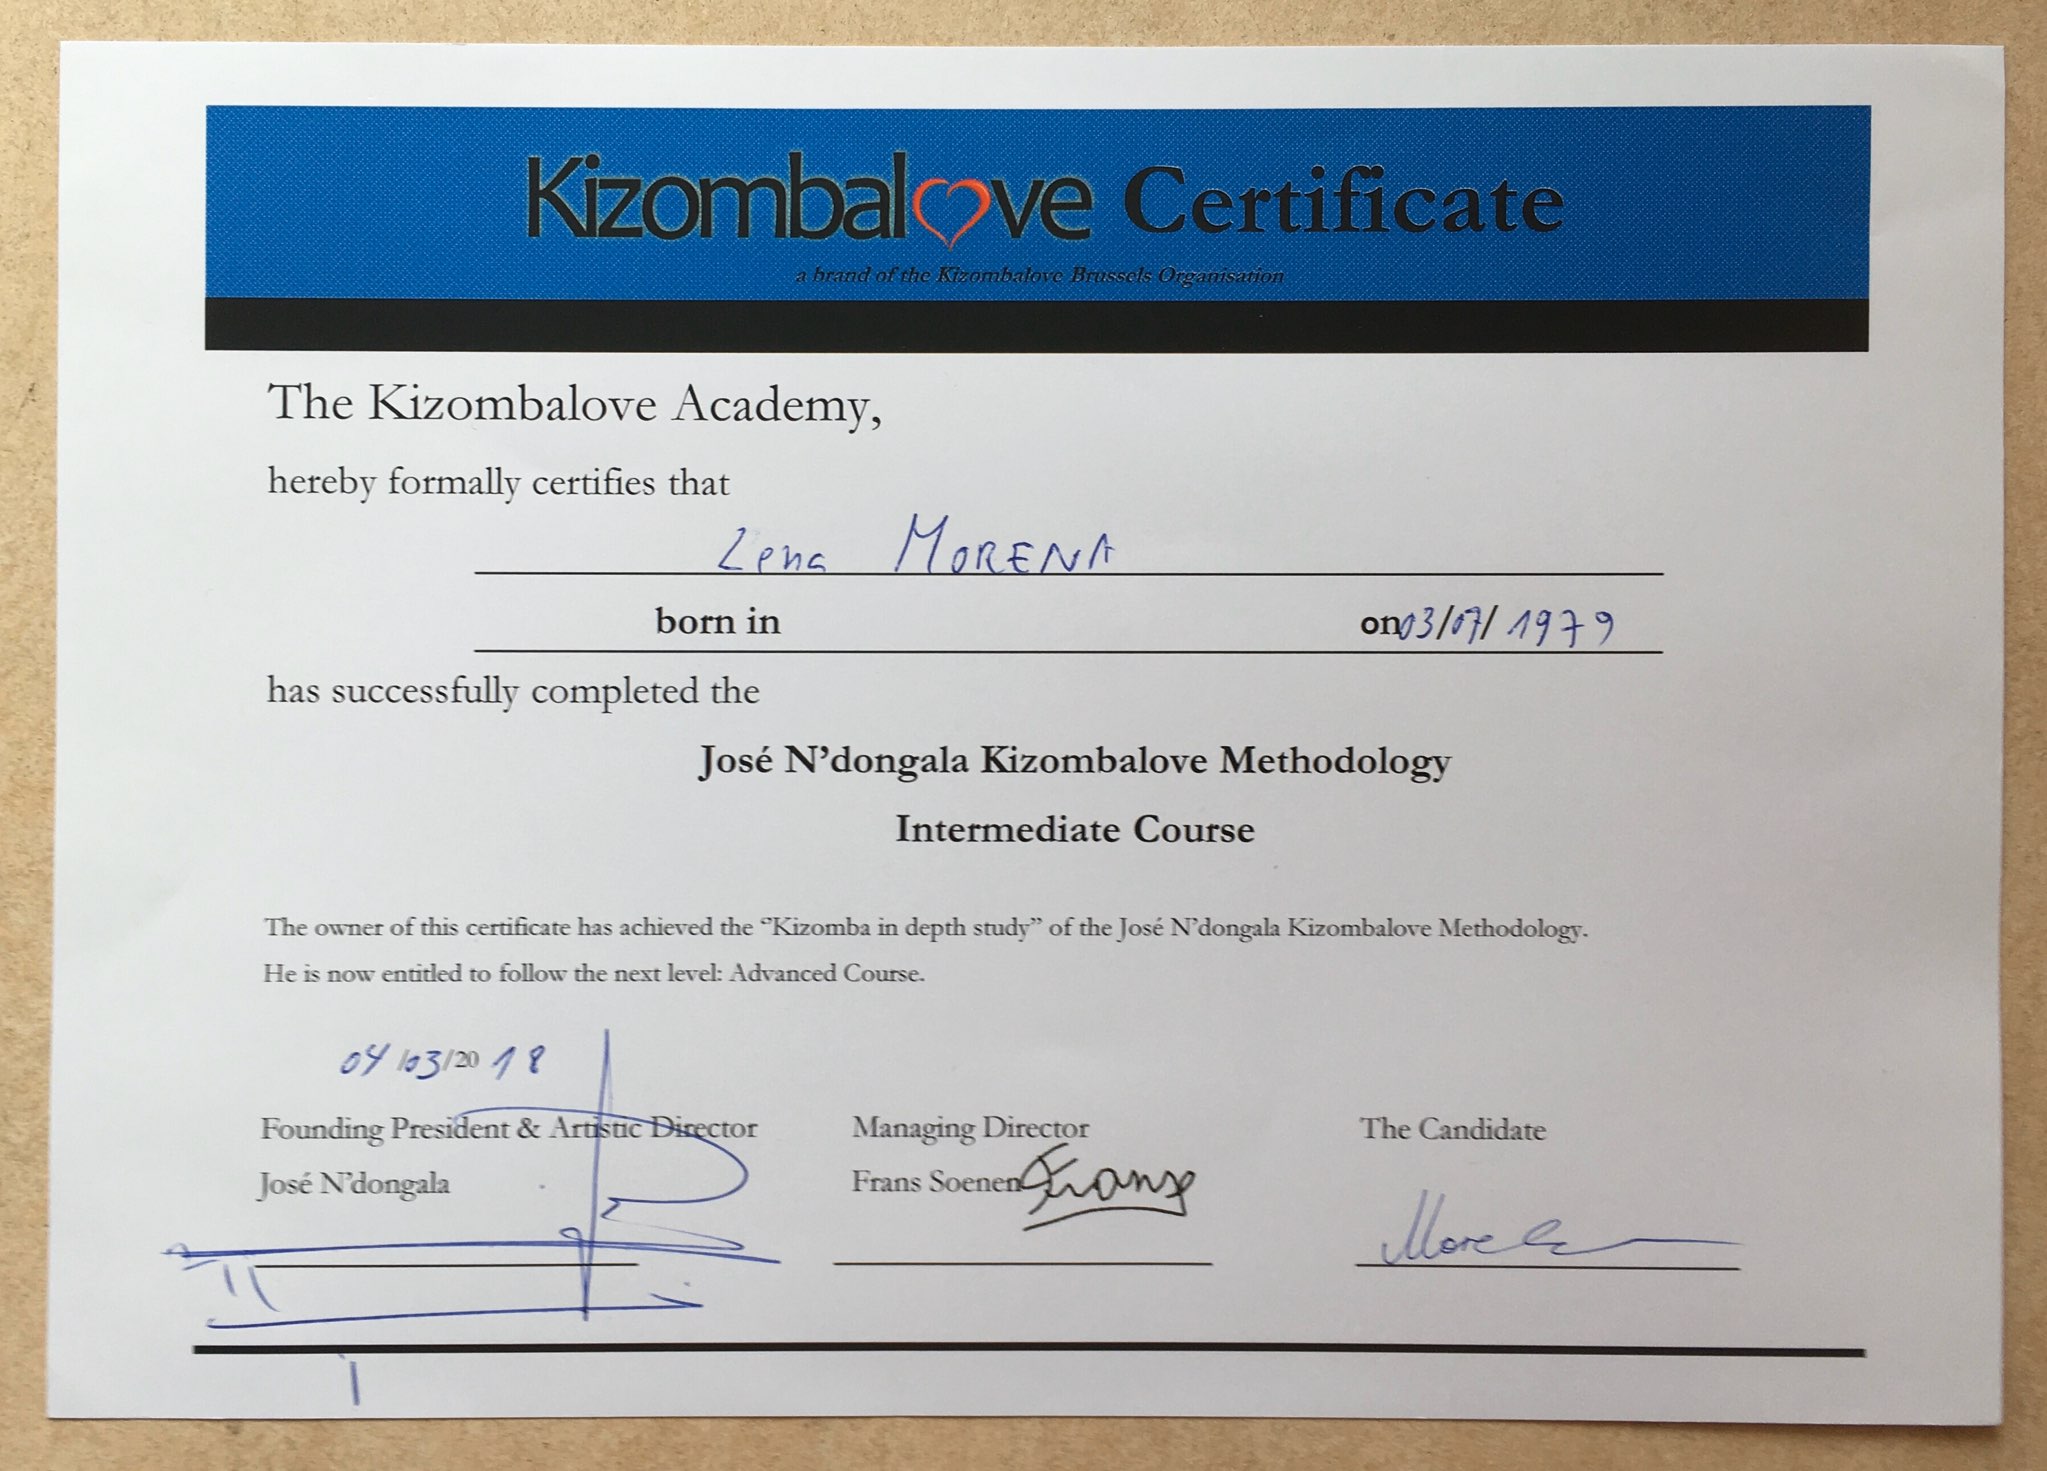 Kizombalove Certificate
a brand of the Kizombalove Brussels Organisation
The Kizombalove Academy,
hereby formally certifies that
Lena MORENA
born in on 03/07/1979
has successfully completed the
José N'dongala Kizombalove Methodology
Intermediate Course
The owner of this certificate has achieved the “Kizomba in depth study” of the José N'dongala Kizombalove Methodology.
He is now entitled to follow the next level: Advanced Course.
04/03/2018
Founding President & Artistic Director Managing Director The Candidate
José N'dongala Frans Soenen Frans